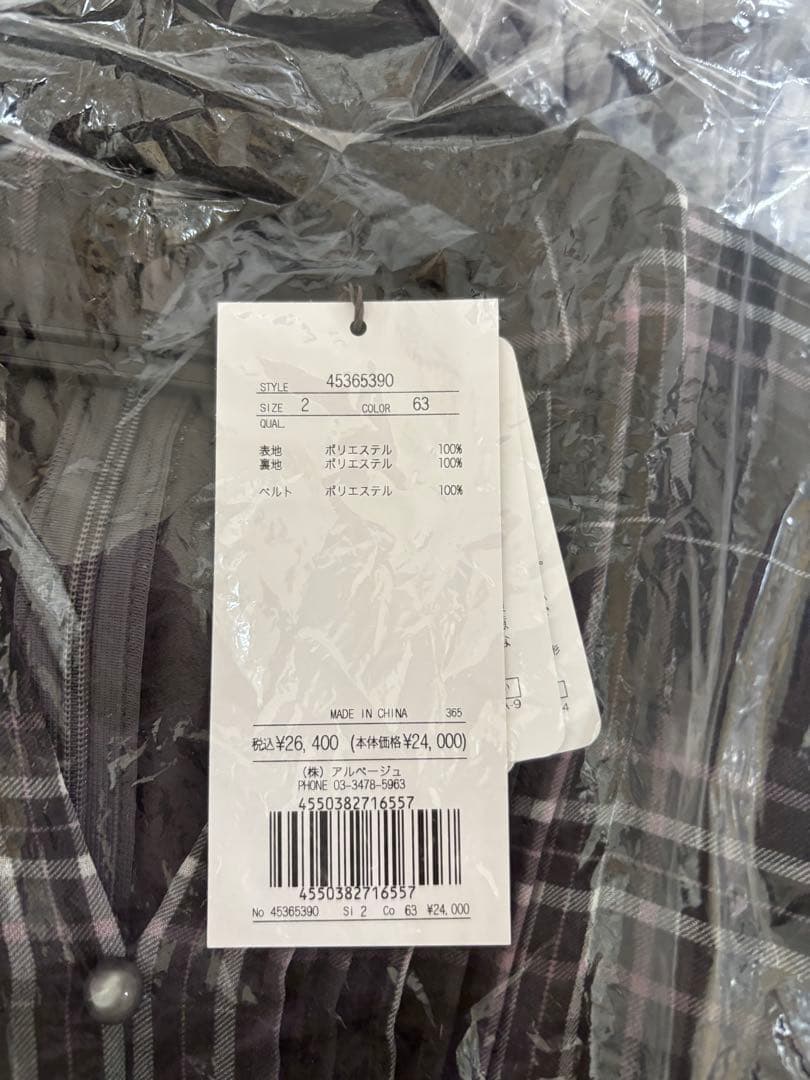 STYLE 45365390
SIZE 2 COLOR 63
QUAL.
表地 ポリエステル 100%
裏地 ポリエステル 100%
ベルト ポリエステル 100%
MADE IN CHINA 365
税込¥26,400 (本体価格¥24,000)
(株) アルページュ
PHONE 03-3478-5963
4550382716557
4550382716557
No 45365390 Si 2 Co 63 ¥24,000